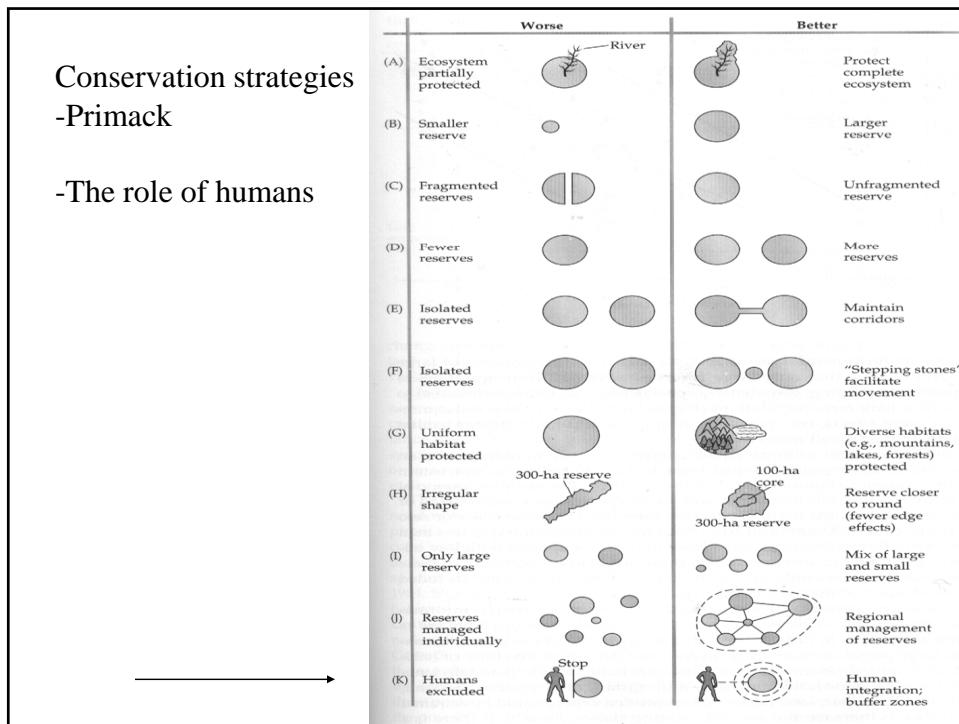 Conservation strategies
-Primack
-The role of humans
Worse
Better
(A) Ecosystem
partially
protected
River
Protect
complete
ecosystem
(B) Smaller
reserve
Larger
reserve
(C) Fragmented
reserves
Unfragmented
reserve
(D) Fewer
reserves
More
reserves
(E) Isolated
reserves
Maintain
corridors
(F) Isolated
reserves
"Stepping stones"
facilitate
movement
(G) Uniform
habitat
protected
Diverse habitats
(e.g., mountains,
lakes, forests)
protected
(H) Irregular
shape
300-ha reserve
100-ha
core
300-ha reserve
Reserve closer
to round
(fewer edge
effects)
(I) Only large
reserves
Mix of large
and small
reserves
(J) Reserves
managed
individually
Regional
management
of reserves
(K) Humans
excluded
Stop
Human
integration;
buffer zones